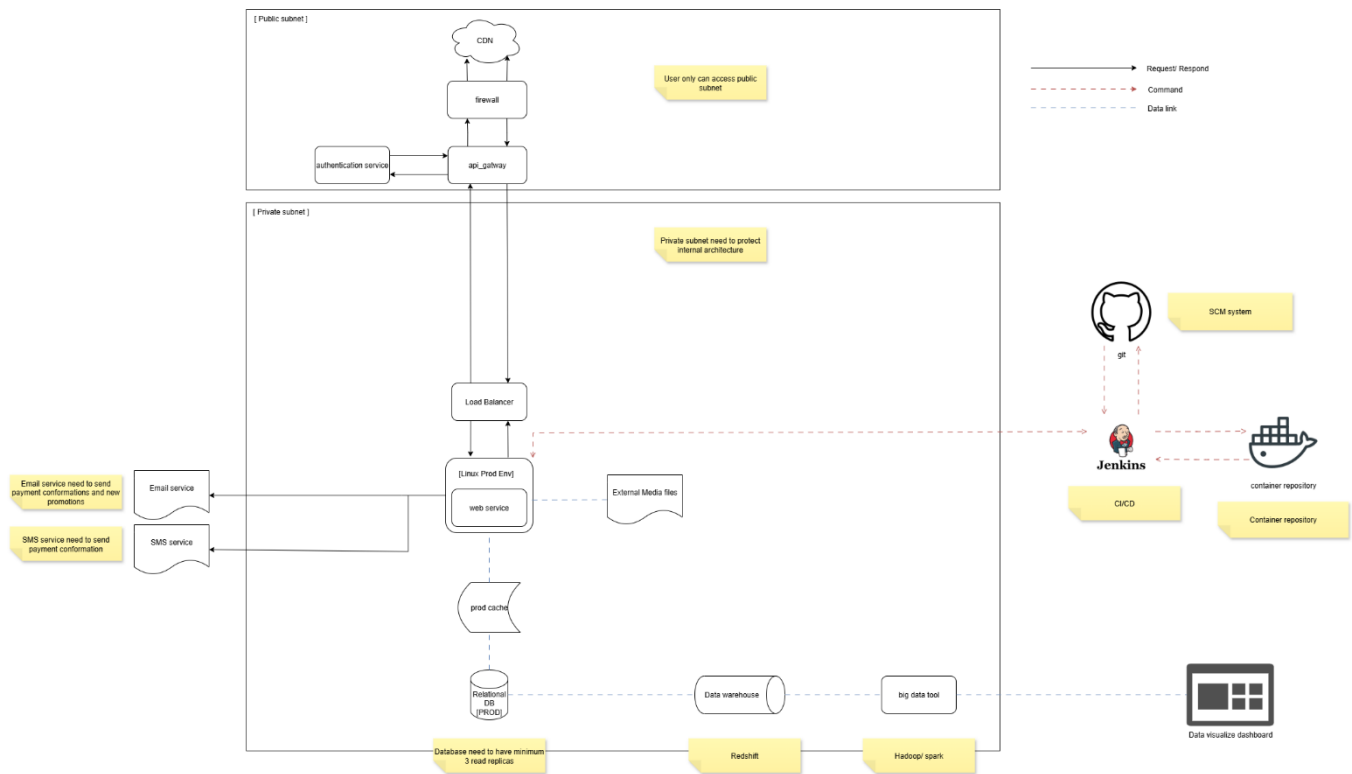 [ Public subnet ]
CDN
User only can access public
subnet
Request/ Respond
Command
Data link
firewall
authentication service
api_gatway
[ Private subnet ]
Private subnet need to protect
internal architecture
SCM system
git
Load Balancer
Jenkins
container repository
CI/CD
Container repository
[Linux Prod Env]
web service
External Media files
Email service need to send
payment conformations and new
promotions
Email service
SMS service need to send
payment conformation
SMS service
prod cache
Relational
DB
[PROD]
Data warehouse
big data tool
Data visualize dashboard
Database need to have minimum
3 read replicas
Redshift
Hadoop/ spark